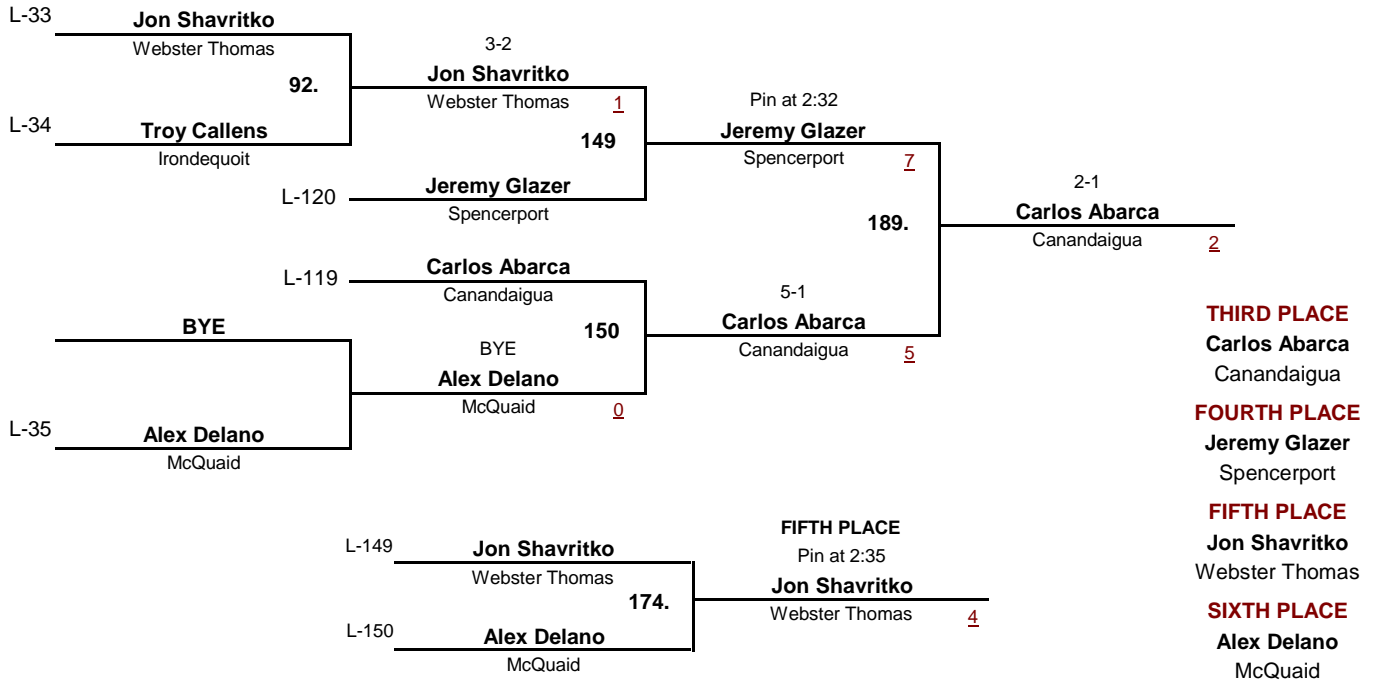 L-33
Jon Shavritko
Webster Thomas
92.
L-34
Troy Callens
Irondequoit
3-2
Jon Shavritko
Webster Thomas
1
149
L-120
Jeremy Glazer
Spencerport
Pin at 2:32
Jeremy Glazer
Spencerport
7
189.
2-1
Carlos Abarca
Canandaigua
2
L-119
Carlos Abarca
Canandaigua
150
BYE
BYE
Alex Delano
McQuaid
0
5-1
Carlos Abarca
Canandaigua
5
L-35
Alex Delano
McQuaid
THIRD PLACE
Carlos Abarca
Canandaigua
FOURTH PLACE
Jeremy Glazer
Spencerport
FIFTH PLACE
Jon Shavritko
Webster Thomas
SIXTH PLACE
Alex Delano
McQuaid
L-149
Jon Shavritko
Webster Thomas
174.
L-150
Alex Delano
McQuaid
FIFTH PLACE
Pin at 2:35
Jon Shavritko
Webster Thomas
4